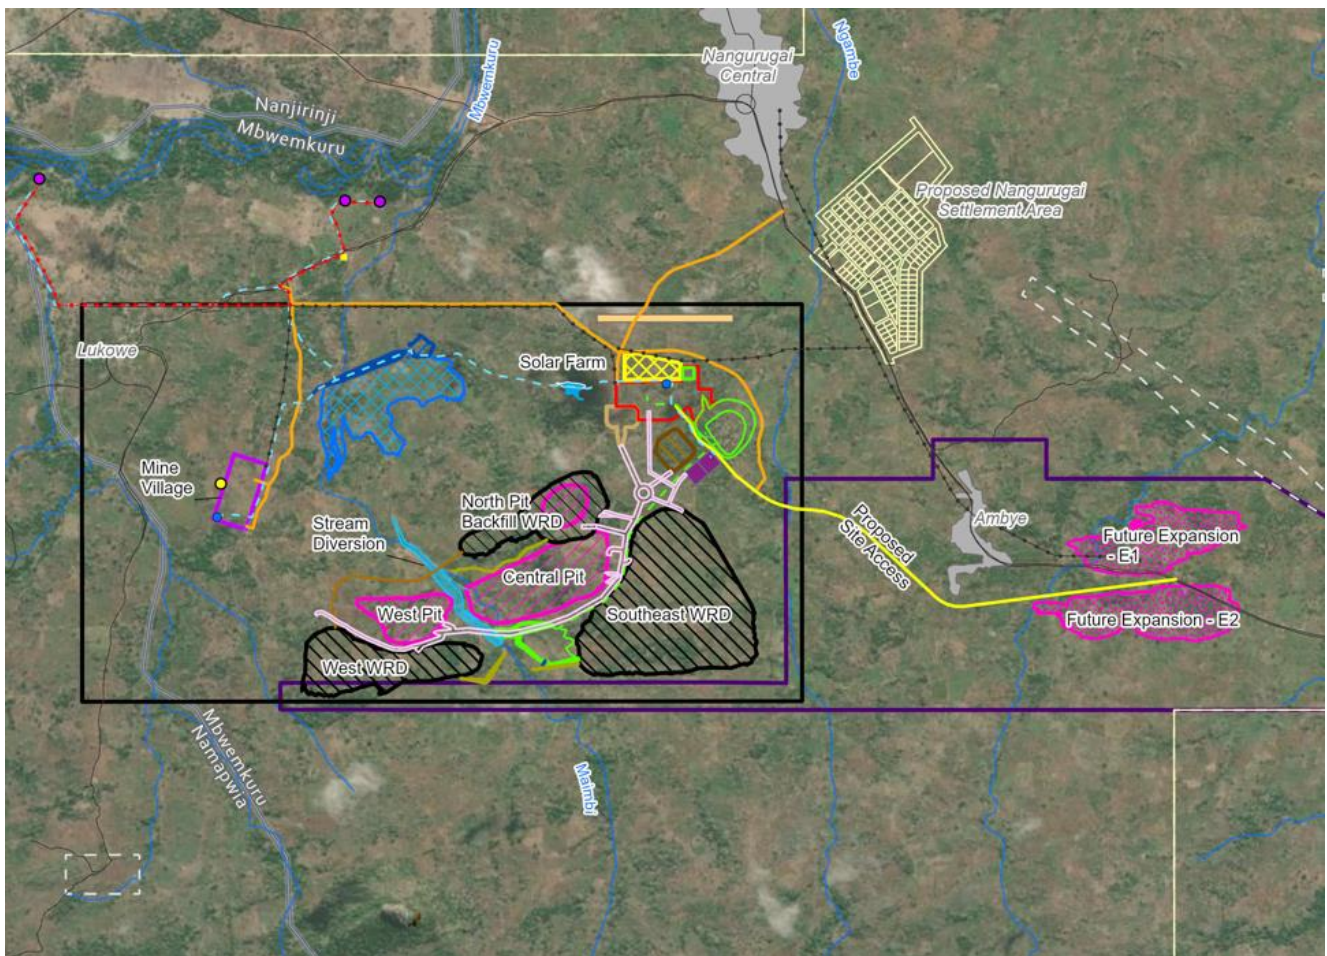 Nangurugai
Central
Ngambe
Mbwemkuru
Nanjirinji
Mbwemkuru
Proposed Nangurugai
Settlement Area
Lukowe
Solar Farm
Mine
Village
North Pit
Backfill WRD
Stream
Diversion
Proposed
Site Access
Ambye
Future Expansion
- E1
Central Pit
West Pit
Southeast WRD
Future Expansion - E2
West WRD
Mbwemkuru
Namapwia
Maimbi